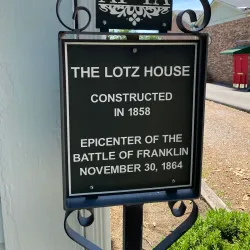 THE LOTZ HOUSE
CONSTRUCTED
IN 1858
EPICENTER OF THE
BATTLE OF FRANKLIN
NOVEMBER 30, 1864